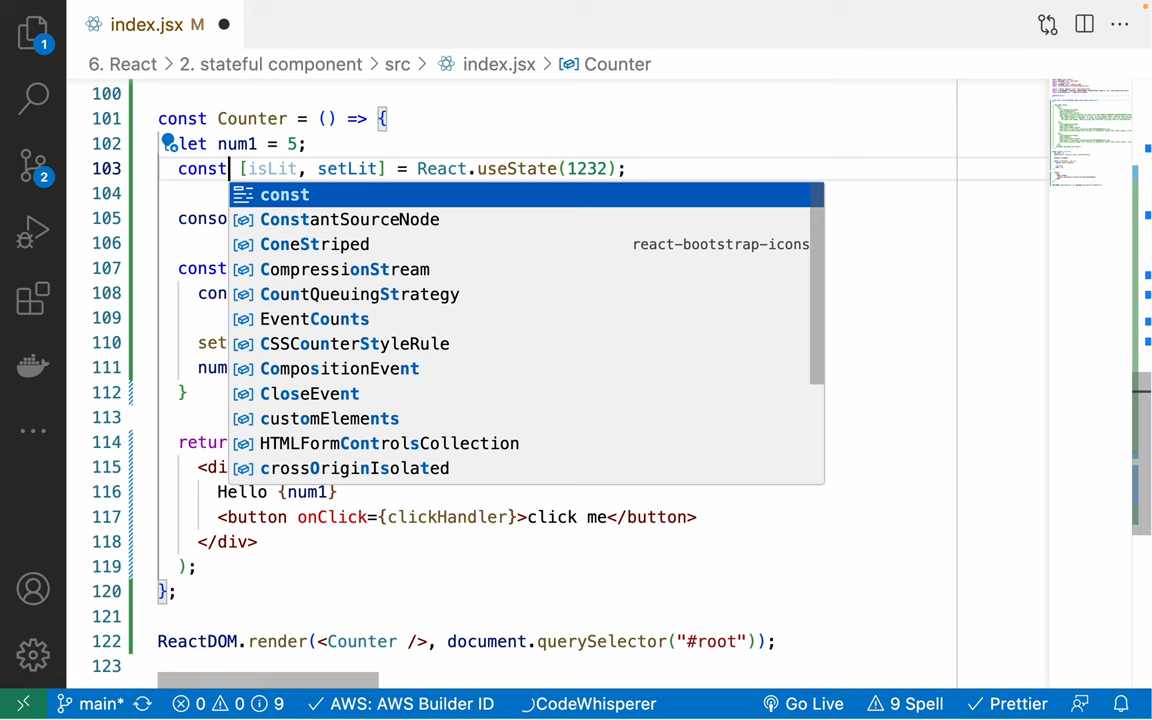 index.jsx M
6. React > 2. stateful component > src > index.jsx > Counter
1
2
100
101 const Counter = () => {
102 let num1 = 5;
103 const [isLit, setLit] = React.useState(1232);
104 const
ConstantSourceNode
105 conso
106 ConeStriped react-bootstrap-icons
107 const CompressionStream
108 con CountQueuingStrategy
109 EventCounts
110 set CSSCounterStyleRule
111 num CompositionEvent
112 } CloseEvent
113 customElements
114 retur HTMLFormControlsCollection
115 <di crossOriginIsolated
116 Hello {num1}
117 <button onClick={clickHandler}>click me</button>
118 </div>
119 );
120 };
121
122 ReactDOM.render(<Counter />, document.querySelector("#root"));
123
main* 0 0 9 AWS: AWS Builder ID CodeWhisperer Go Live 9 Spell Prettier